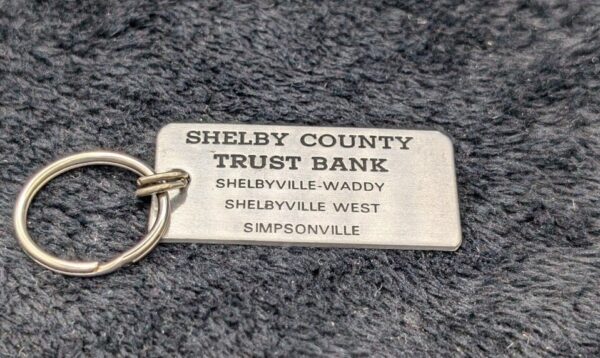 SHELBY COUNTY
TRUST BANK
SHELBYVILLE-WADDY
SHELBYVILLE WEST
SIMPSONVILLE